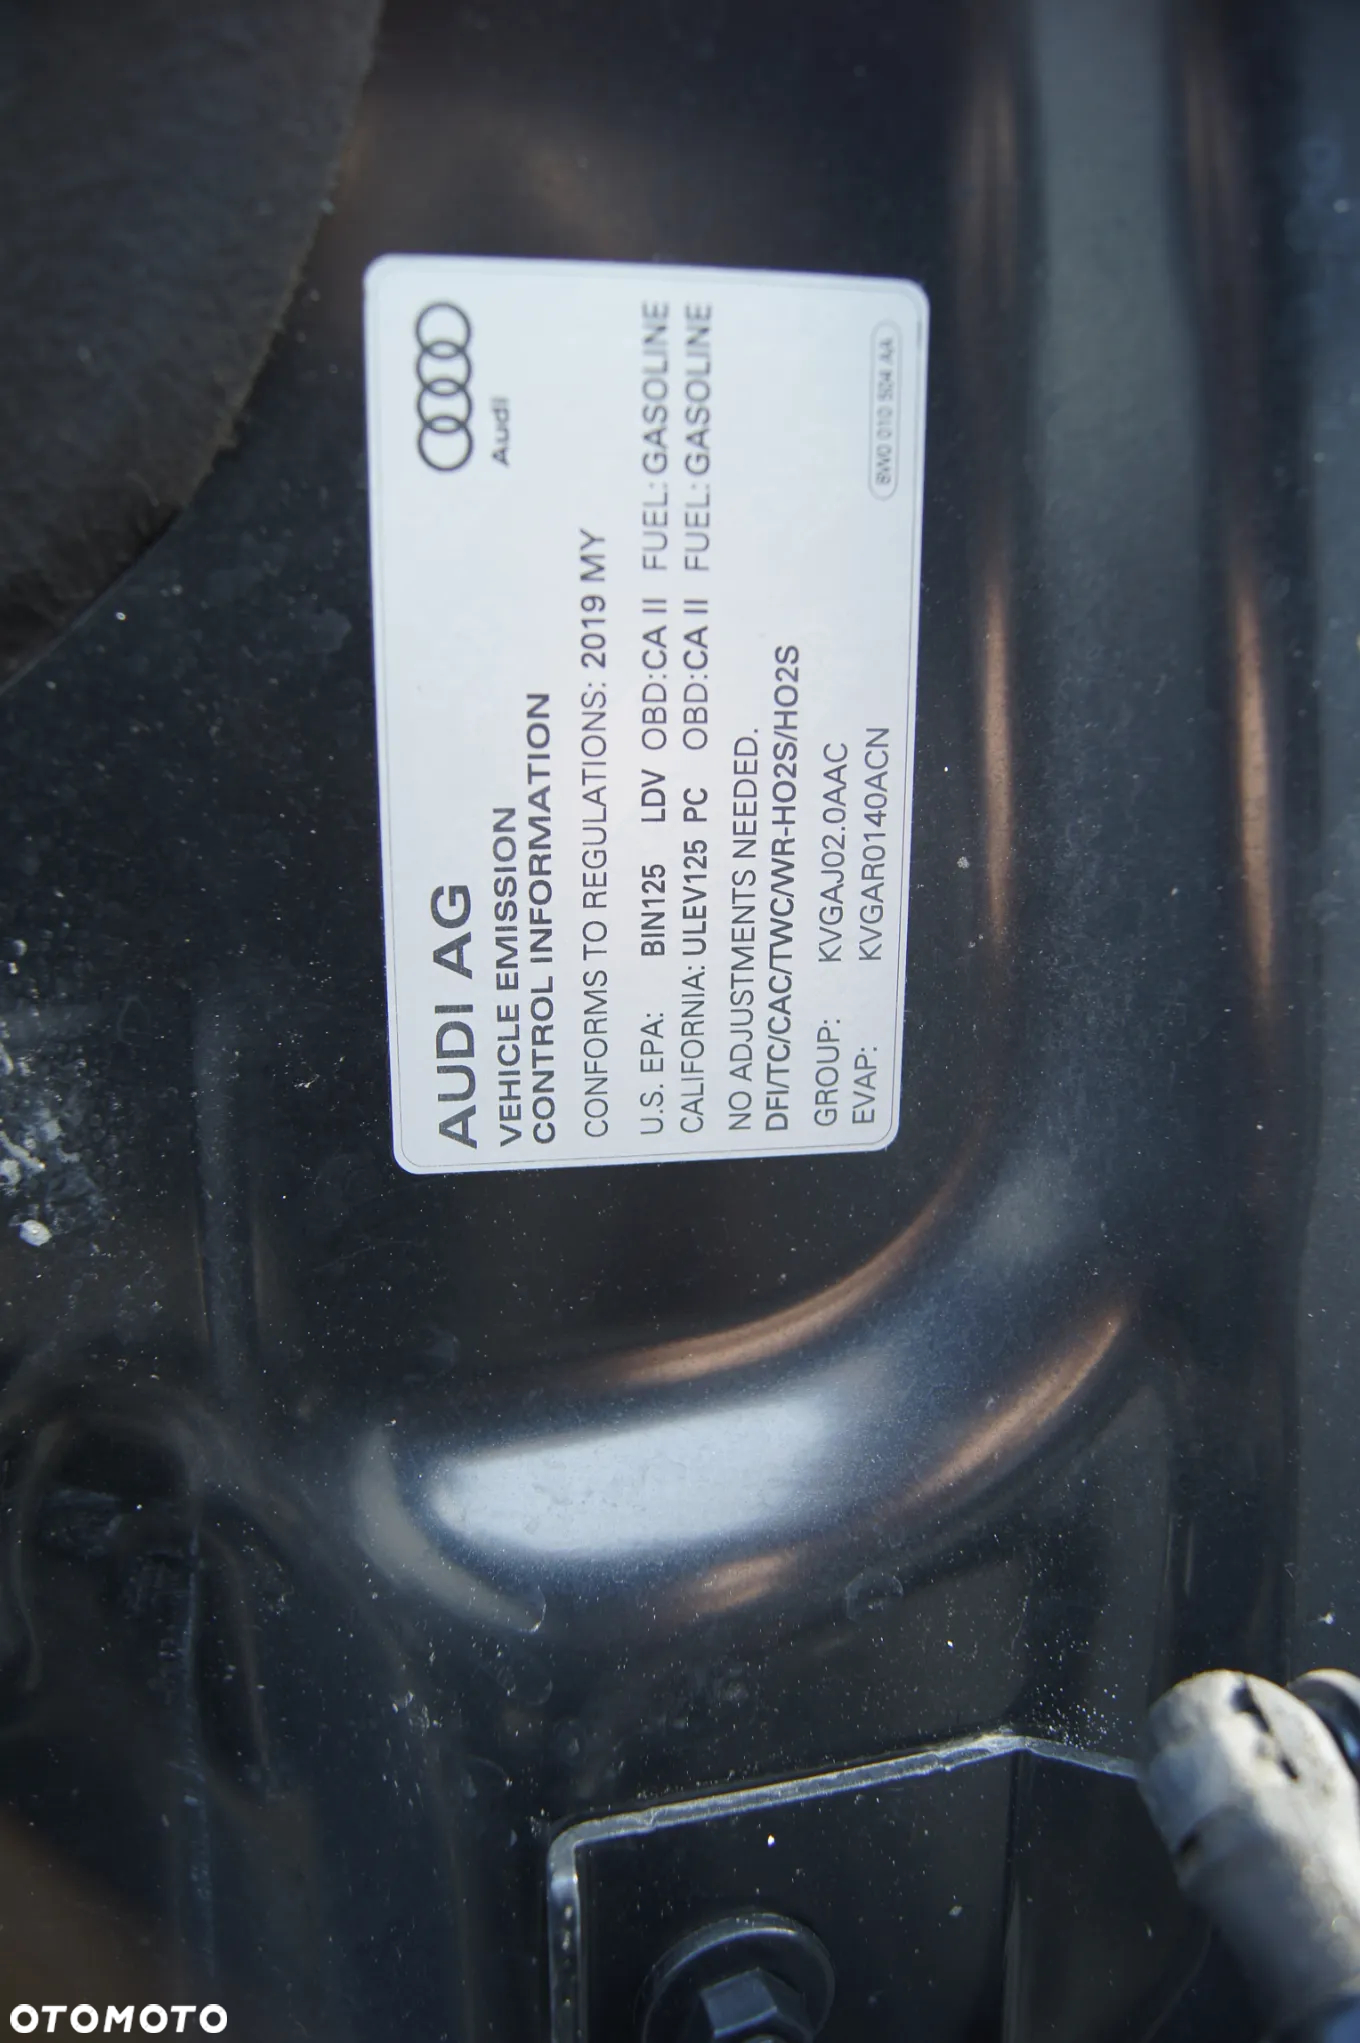 Audi
AUDI AG
VEHICLE EMISSION
CONTROL INFORMATION
CONFORMS TO REGULATIONS: 2019 MY
U.S. EPA: BIN125 LDV OBD:CA II FUEL: GASOLINE
CALIFORNIA: ULEV125 PC OBD:CA II FUEL: GASOLINE
NO ADJUSTMENTS NEEDED.
DFI/TC/CAC/TWC/WR-HO2S/HO2S
GROUP: KVGAJ02.0AAC
EVAP: KVGAR0140ACN
8W0 010 504 AA
OTOMOTO